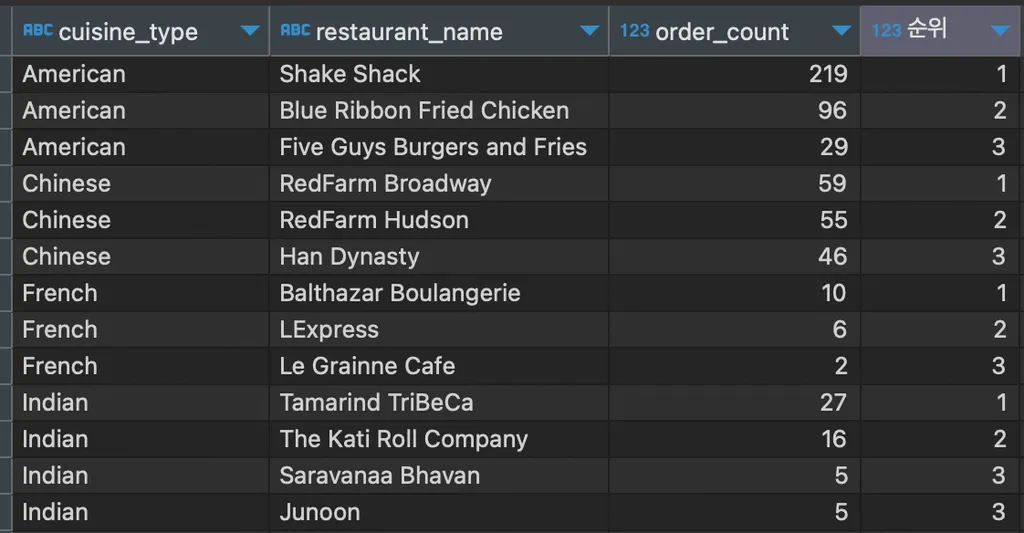 ABC cuisine_type ABC restaurant_name 123 order_count 123 순위
American Shake Shack 219 1
American Blue Ribbon Fried Chicken 96 2
American Five Guys Burgers and Fries 29 3
Chinese RedFarm Broadway 59 1
Chinese RedFarm Hudson 55 2
Chinese Han Dynasty 46 3
French Balthazar Boulangerie 10 1
French LExpress 6 2
French Le Grainne Cafe 2 3
Indian Tamarind TriBeCa 27 1
Indian The Kati Roll Company 16 2
Indian Saravanaa Bhavan 5 3
Indian Junoon 5 3